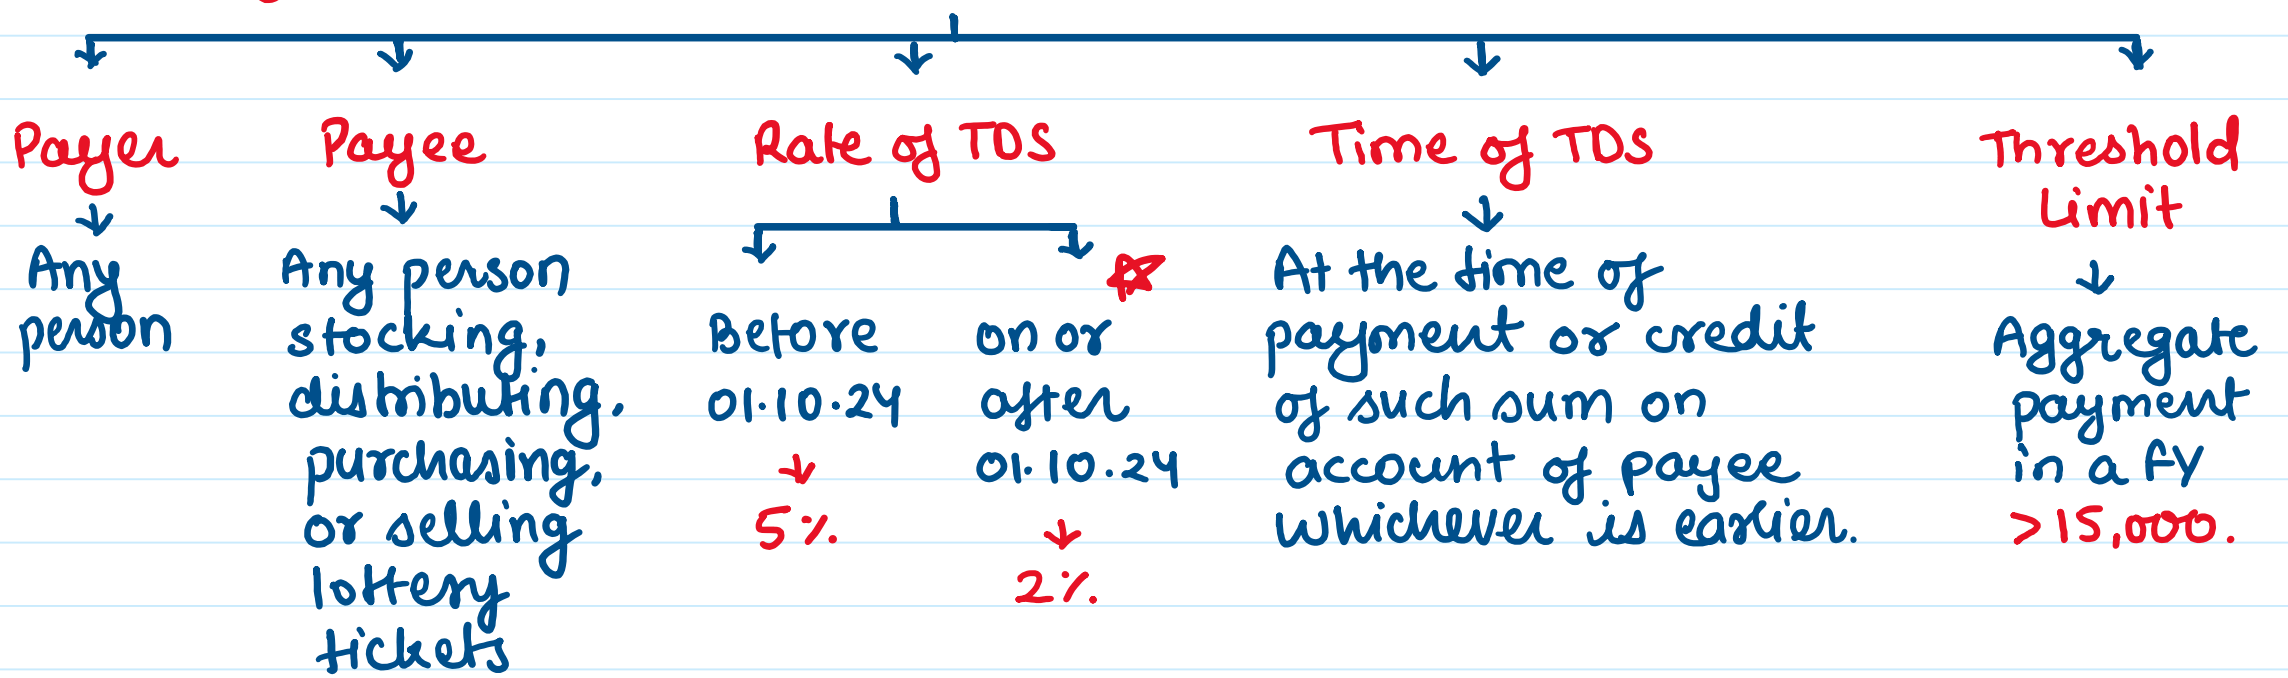 Payer
↓
Any
person
Payee
↓
Any person
stocking,
distributing,
purchasing,
or selling
lottery
tickets
Rate of TDS
Before
01.10.24
↓
5%.
on or
after
01.10.24
↓
2%.
Time of TDS
↓
At the time of
payment or credit
of such sum on
account of payee
whichever is earlier.
Threshold
Limit
↓
Aggregate
payment
in a FY
>15,000.